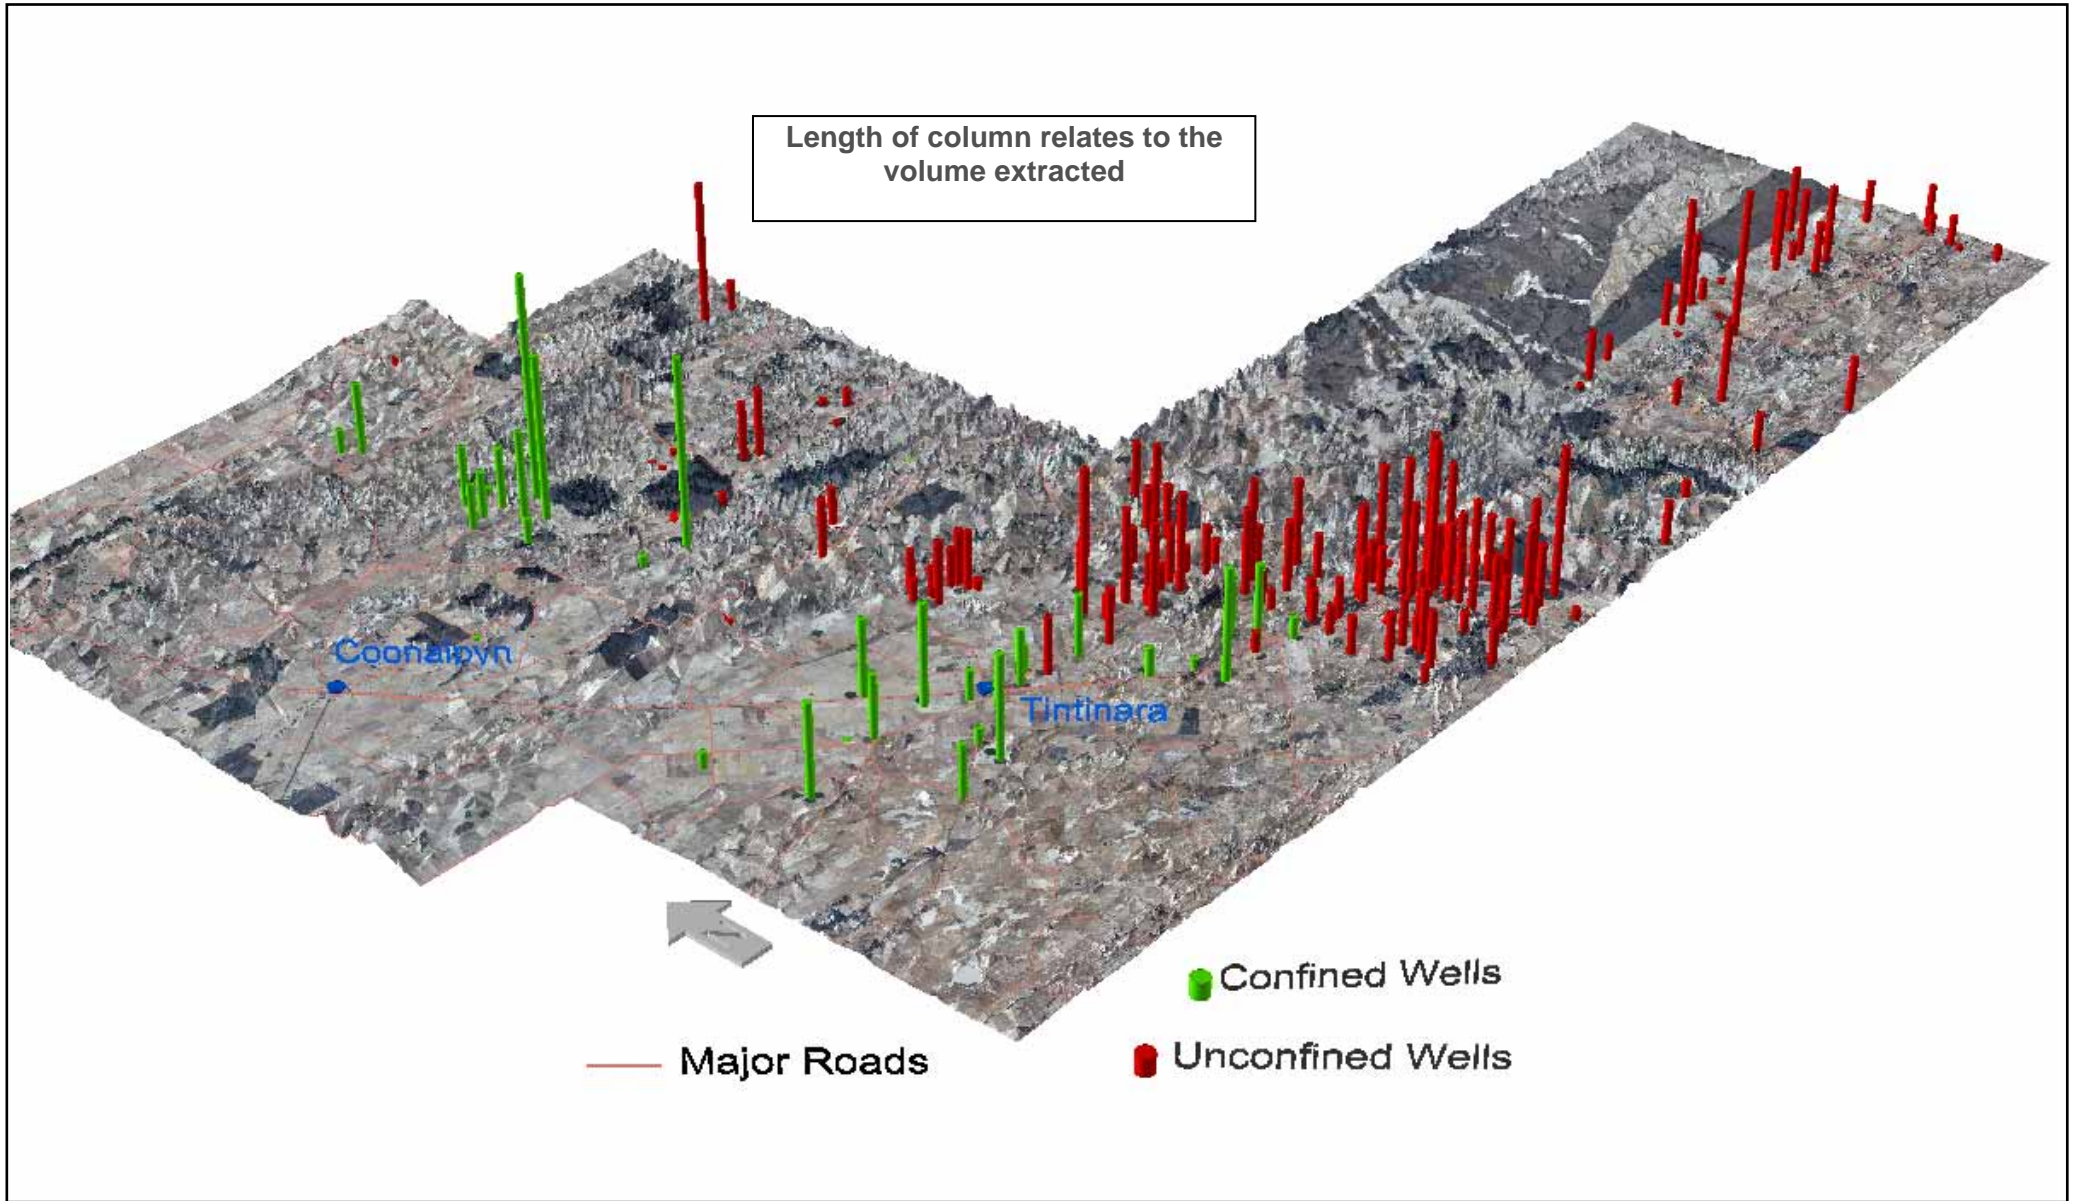 Length of column relates to the
volume extracted
Coonalpyn
Tintinara
Confined Wells
Major Roads
Unconfined Wells